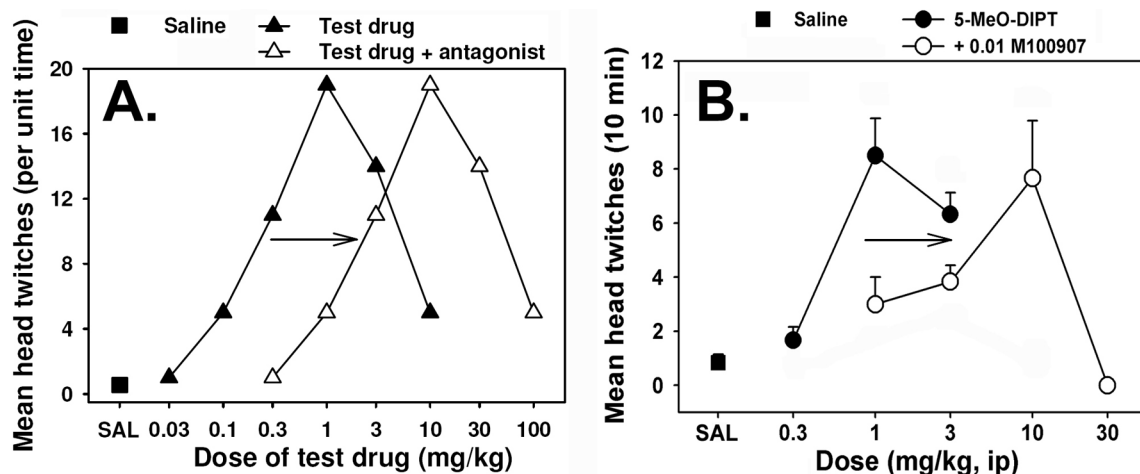 Saline
Test drug
Test drug + antagonist
A.
Mean head twitches (per unit time)
20
16
12
8
4
0
SAL 0.03 0.1 0.3 1 3 10 30 100
Dose of test drug (mg/kg)
Saline
5-MeO-DIPT
+ 0.01 M100907
B.
Mean head twitches (10 min)
12
10
8
6
4
2
0
SAL 0.3 1 3 10 30
Dose (mg/kg, ip)